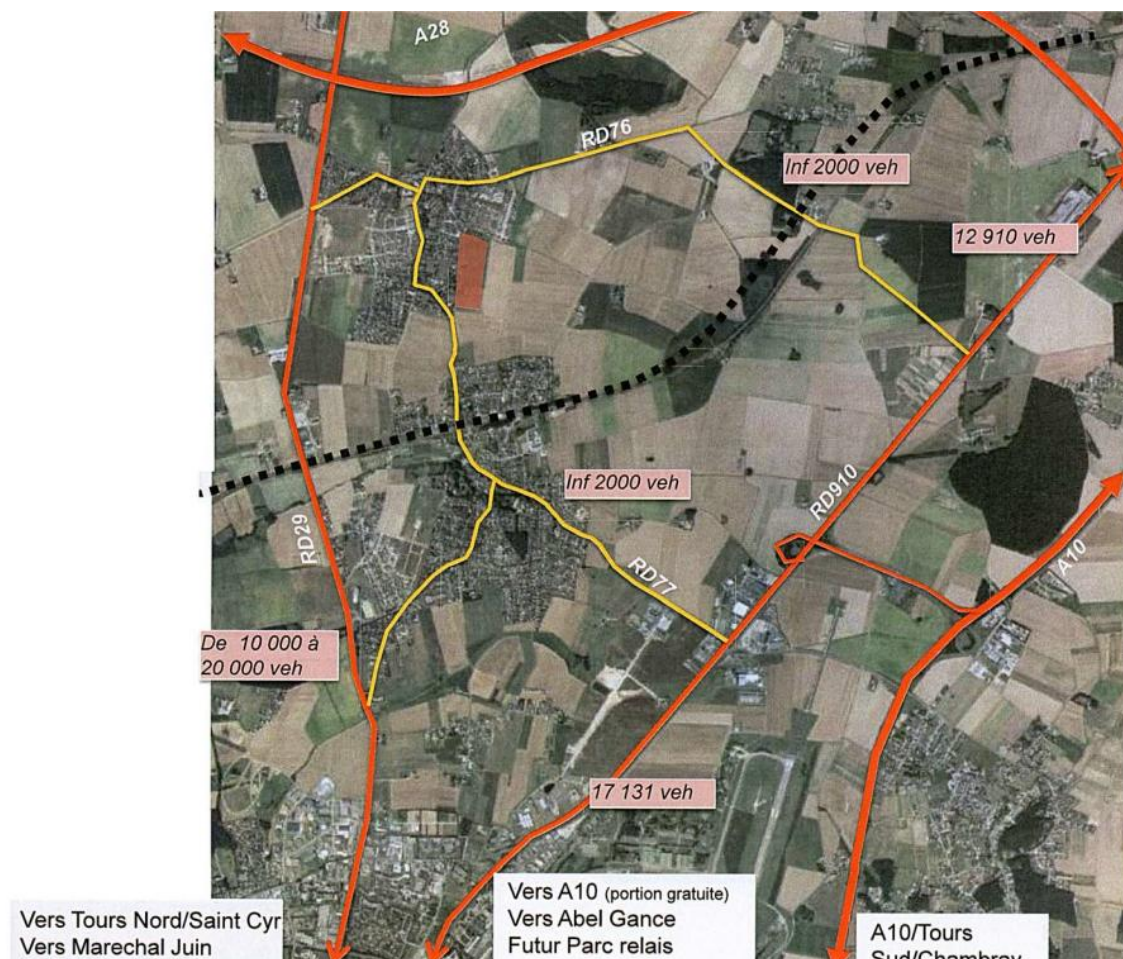 A28
RD76
Inf 2000 veh
12 910 veh
RD910
Inf 2000 veh
RD29
A10
RD77
De 10 000 à
20 000 veh
17 131 veh
Vers Tours Nord/Saint Cyr
Vers Marechal Juin
Vers A10 (portion gratuite)
Vers Abel Gance
Futur Parc relais
A10/Tours
Sud/Chambray